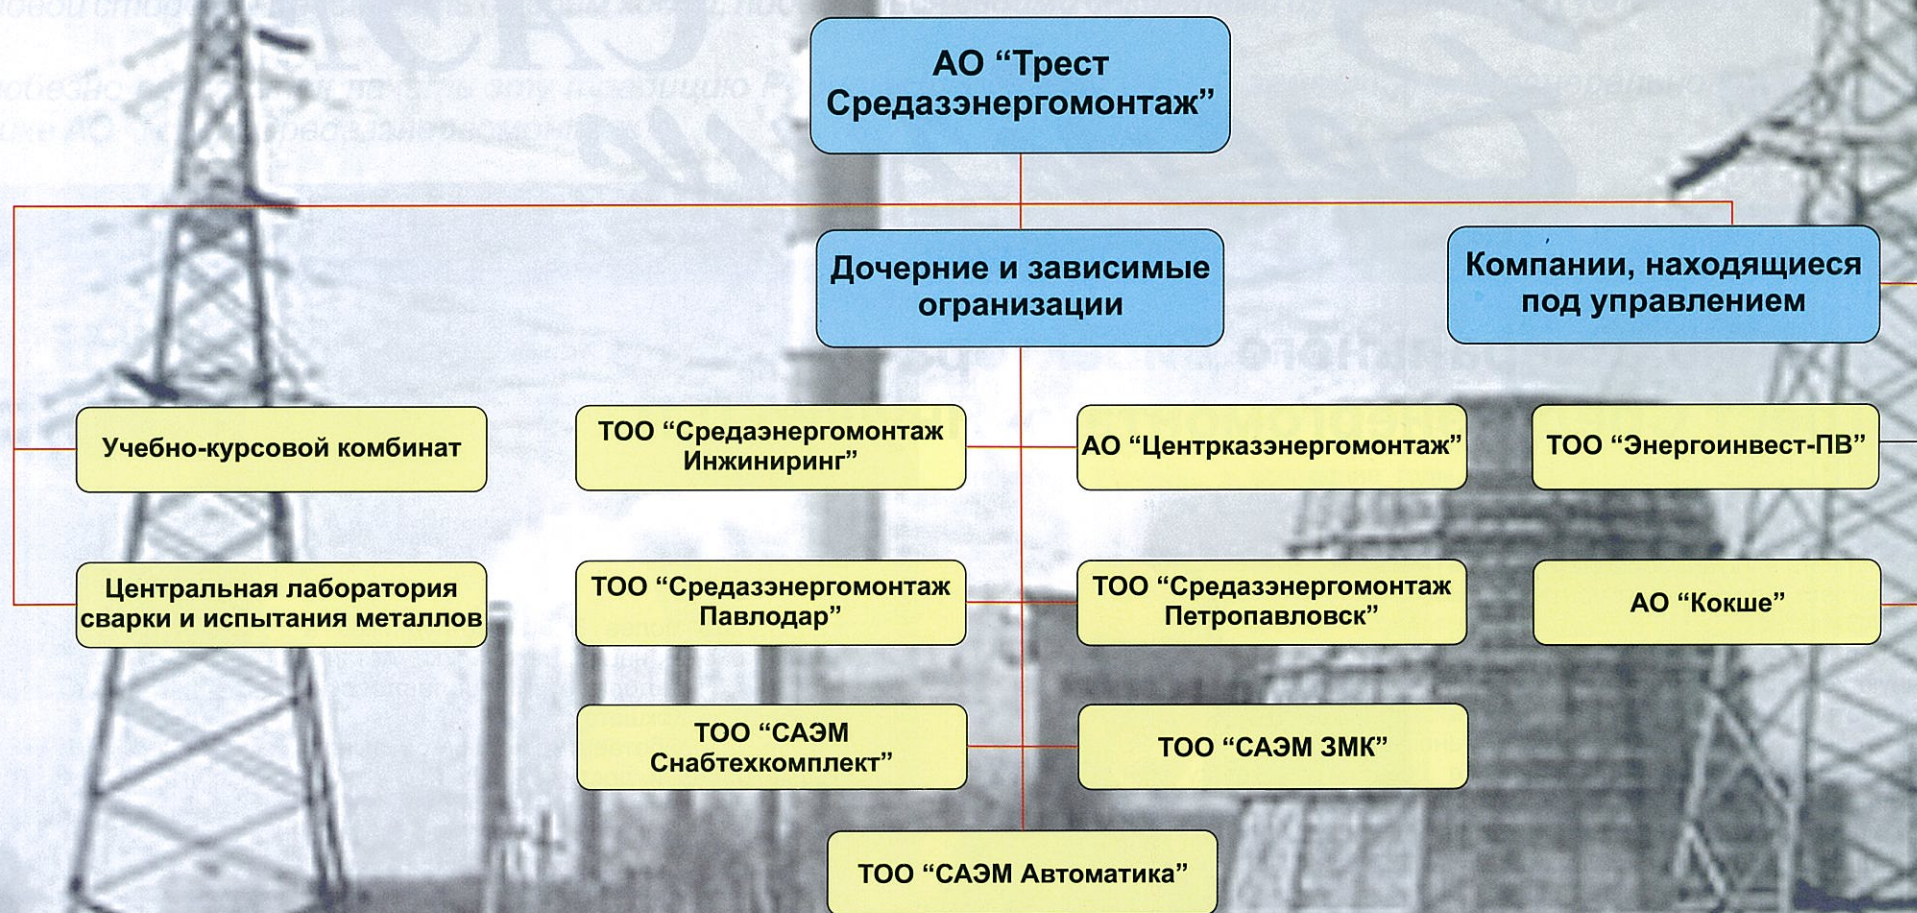 АО “Трест
Средазэнергомонтаж”
Дочерние и зависимые
огранизации
Компании, находящиеся
под управлением
Учебно-курсовой комбинат
ТОО “Средаэнергомонтаж
Инжиниринг”
АО “Центрказэнергомонтаж”
ТОО “Энергоинвест-ПВ”
Центральная лаборатория
сварки и испытания металлов
ТОО “Средазэнергомонтаж
Павлодар”
ТОО “Средазэнергомонтаж
Петропавловск”
АО “Кокше”
ТОО “САЭМ
Снабтехкомплект”
ТОО “САЭМ ЗМК”
ТОО “САЭМ Автоматика”